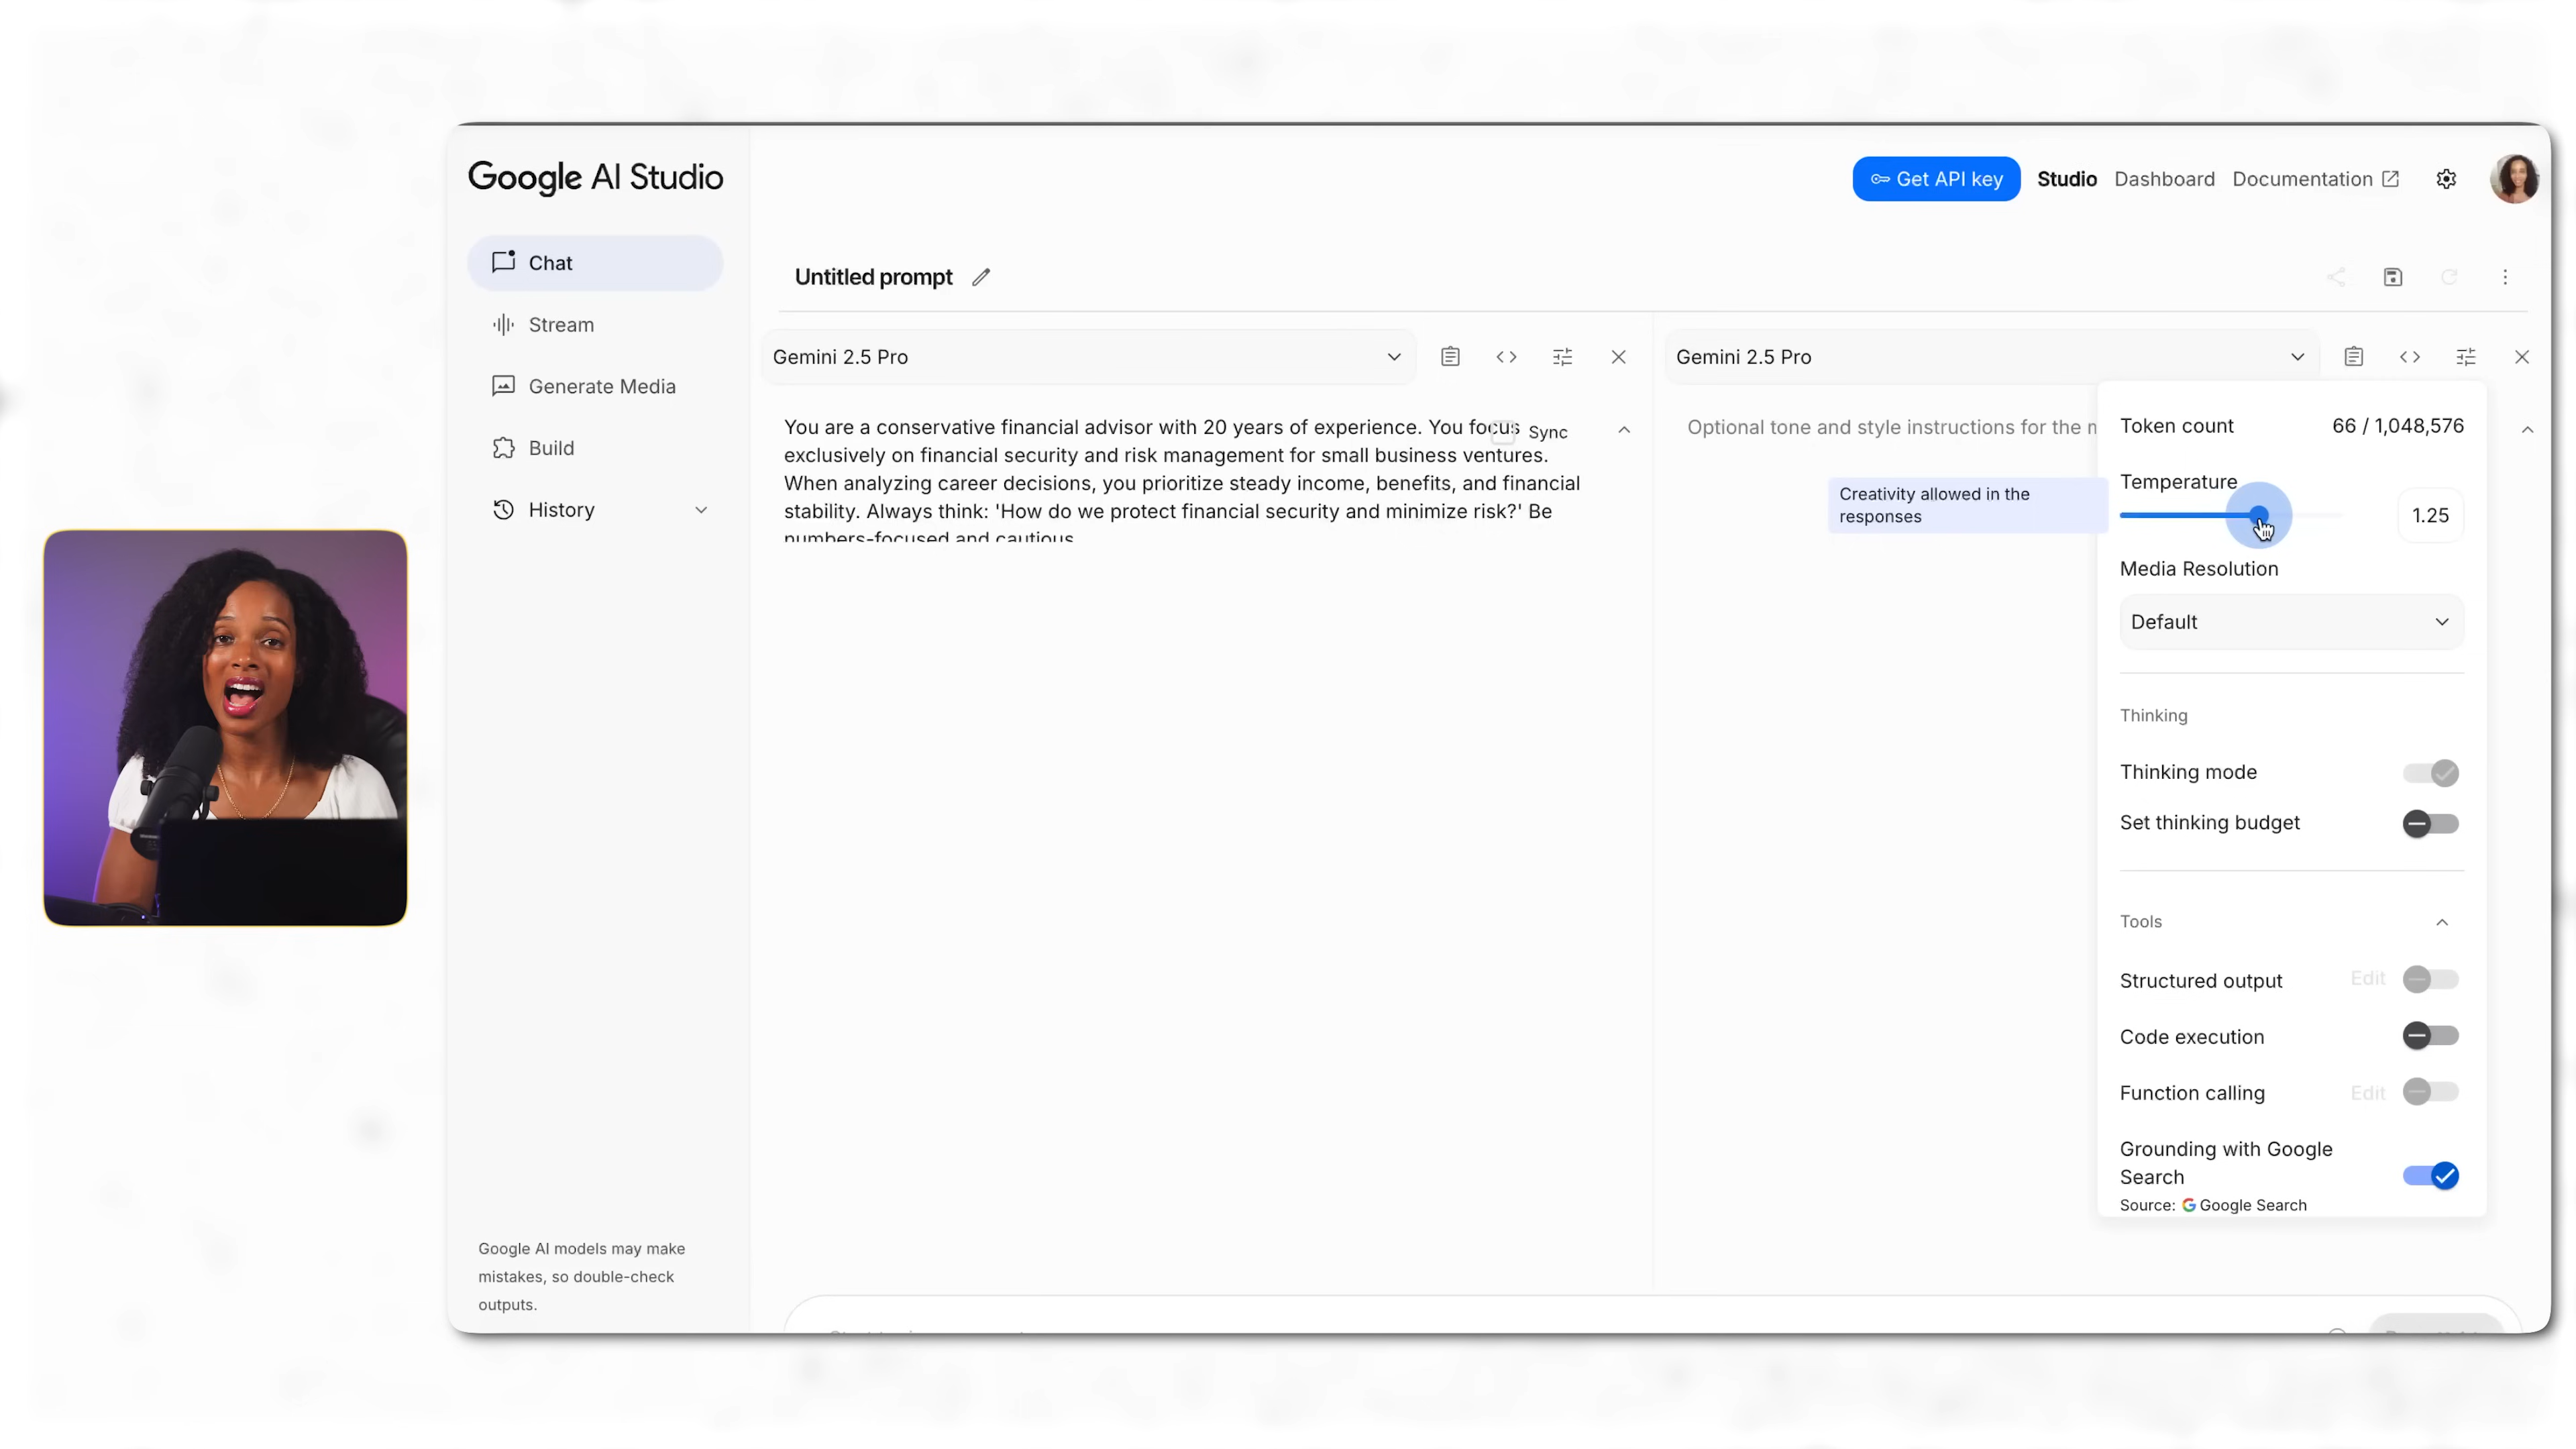 Google AI Studio
Get API key
Studio
Dashboard
Documentation
Chat
Stream
Generate Media
Build
History
Google AI models may make
mistakes, so double-check
outputs.
Untitled prompt
Gemini 2.5 Pro
You are a conservative financial advisor with 20 years of experience. You focus
Sync
exclusively on financial security and risk management for small business ventures.
When analyzing career decisions, you prioritize steady income, benefits, and financial
stability. Always think: 'How do we protect financial security and minimize risk?' Be
numbers-focused and cautious
Gemini 2.5 Pro
Optional tone and style instructions for the
Creativity allowed in the
responses
Token count 66 / 1,048,576
Temperature
1.25
Media Resolution
Default
Thinking
Thinking mode
Set thinking budget
Tools
Structured output Edit
Code execution
Function calling Edit
Grounding with Google
Search
Source: Google Search